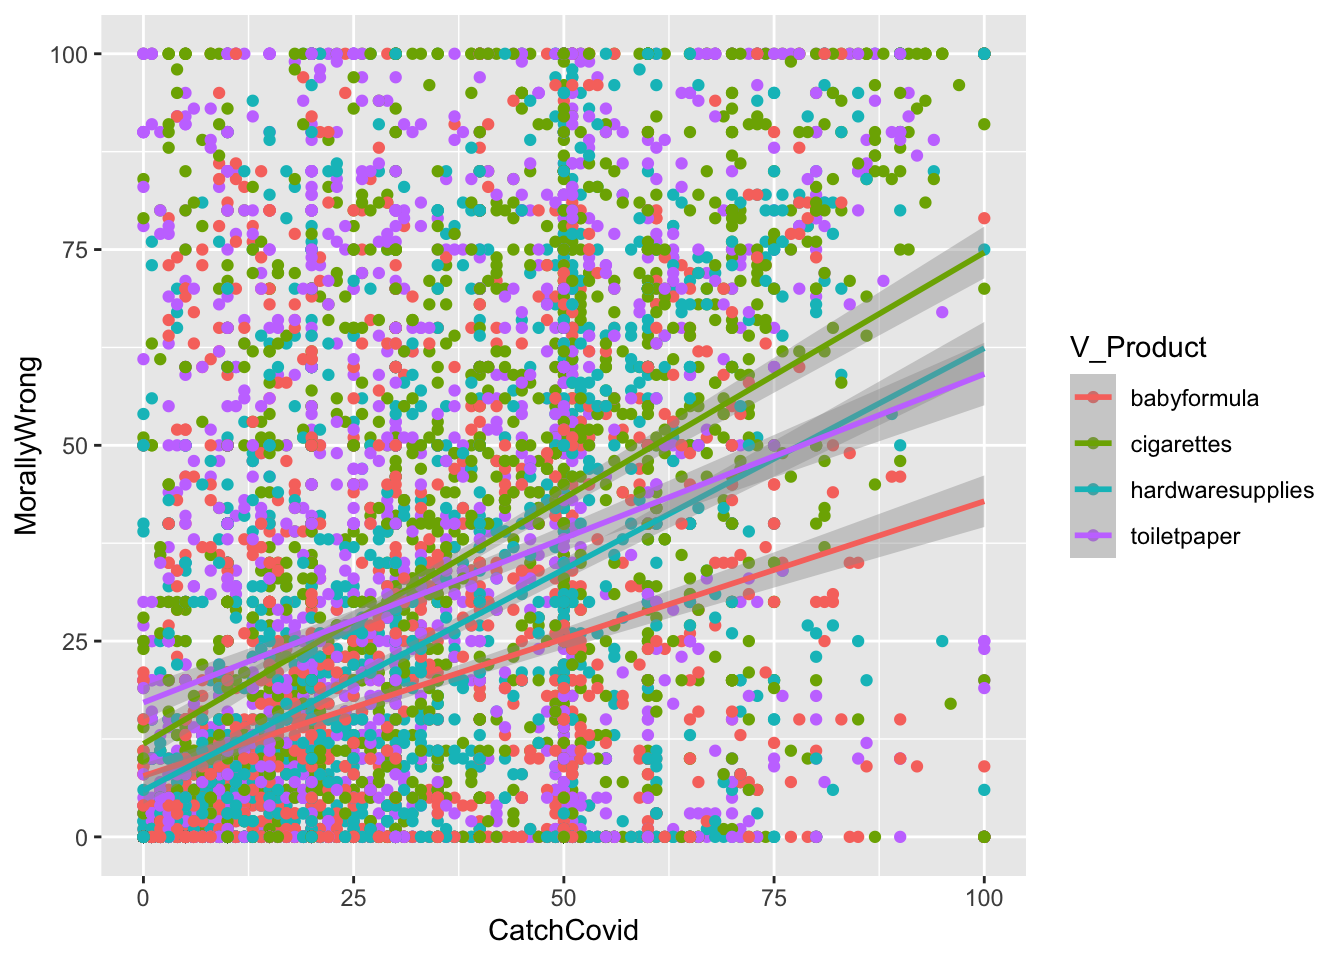 100
75
50
25
0
MorallyWrong
0
25
50
75
100
CatchCovid
V_Product
babyformula
cigarettes
hardwaresupplies
toiletpaper